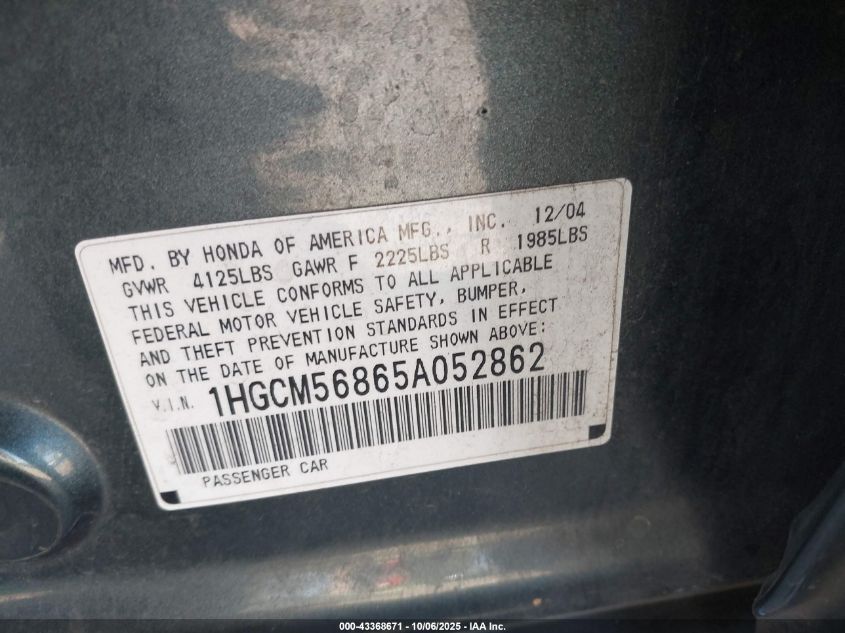 MFD. BY HONDA OF AMERICA MFG., INC. 12/04
GVWR 4125LBS GAWR F 2225LBS R 1985LBS
THIS VEHICLE CONFORMS TO ALL APPLICABLE
FEDERAL MOTOR VEHICLE SAFETY, BUMPER,
AND THEFT PREVENTION STANDARDS IN EFFECT
ON THE DATE OF MANUFACTURE SHOWN ABOVE:
V.I.N. 1HGCM56865A052862
PASSENGER CAR
000-43368671 - 10/06/2025 - IAA Inc.